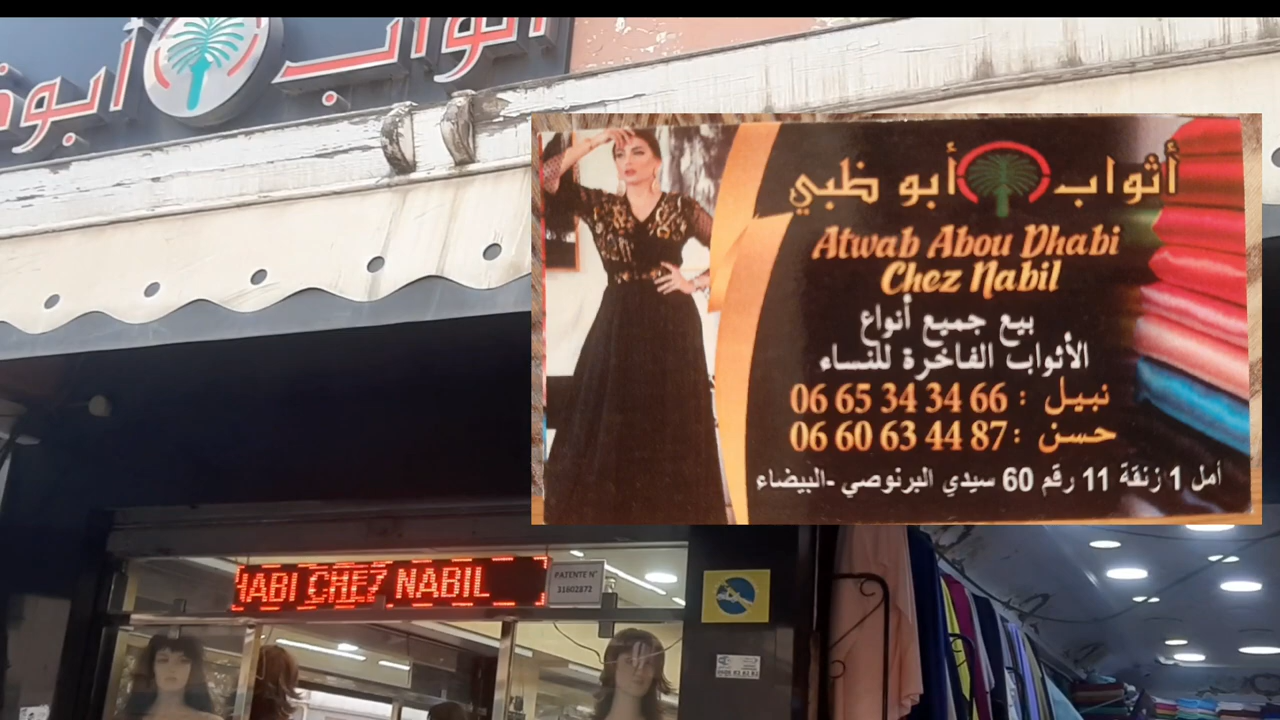 أثواب أبو
أثواب أبو ظبي
Atwab Abou Dhabi
Chez Nabil
بيع جميع أنواع
الأثواب الفاخرة للنساء
نبيل : 06 65 34 34 66
حسن : 06 60 63 44 87
أمل 1 زنقة 11 رقم 60 سيدي البرنوصي -البيضاء
HABI CHEZ NABIL
PATENTE N°
31602872